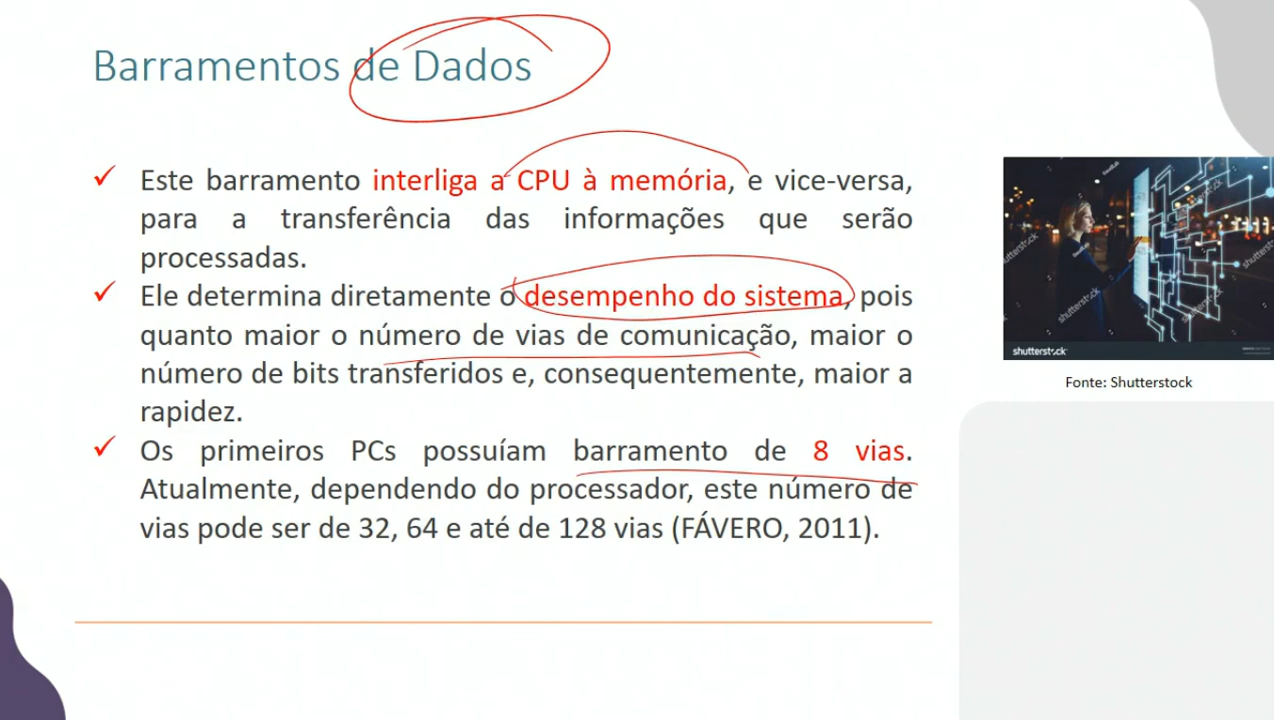 Barramentos de Dados
Este barramento interliga a CPU à memória, e vice-versa,
para a transferência das informações que serão
processadas.
Ele determina diretamente o desempenho do sistema, pois
quanto maior o número de vias de comunicação, maior o
número de bits transferidos e, consequentemente, maior a
rapidez.
Os primeiros PCs possuíam barramento de 8 vias.
Atualmente, dependendo do processador, este número de
vias pode ser de 32, 64 e até de 128 vias (FÁVERO, 2011).
shutterstock
Fonte: Shutterstock